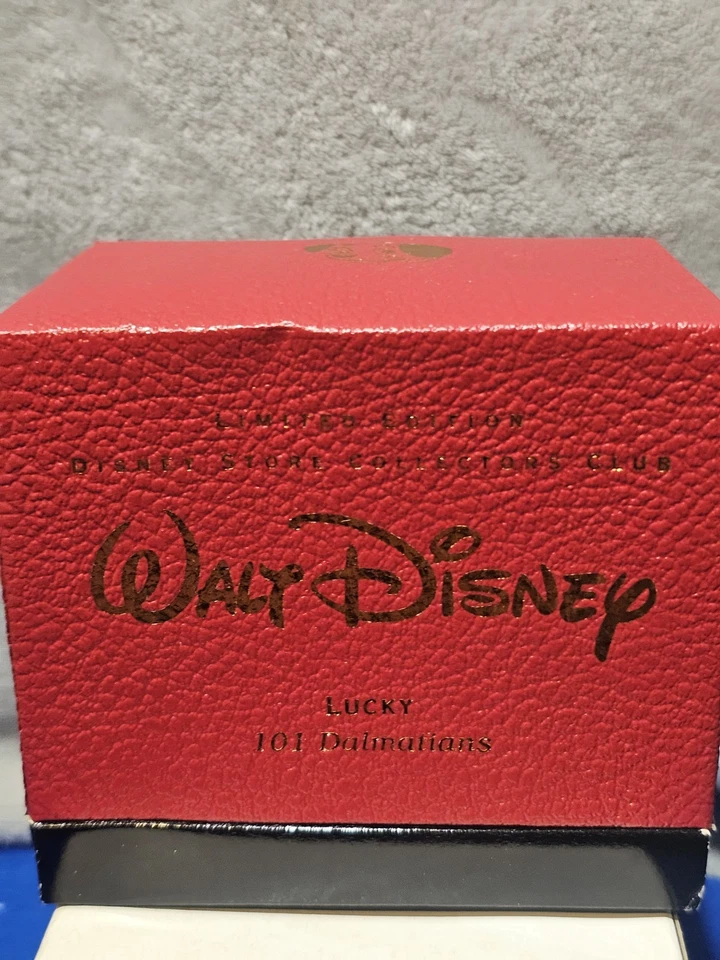 LIMITED EDITION
DISNEY STORE COLLECTORS CLUB
WALT DISNEY
LUCKY
101 Dalmatians